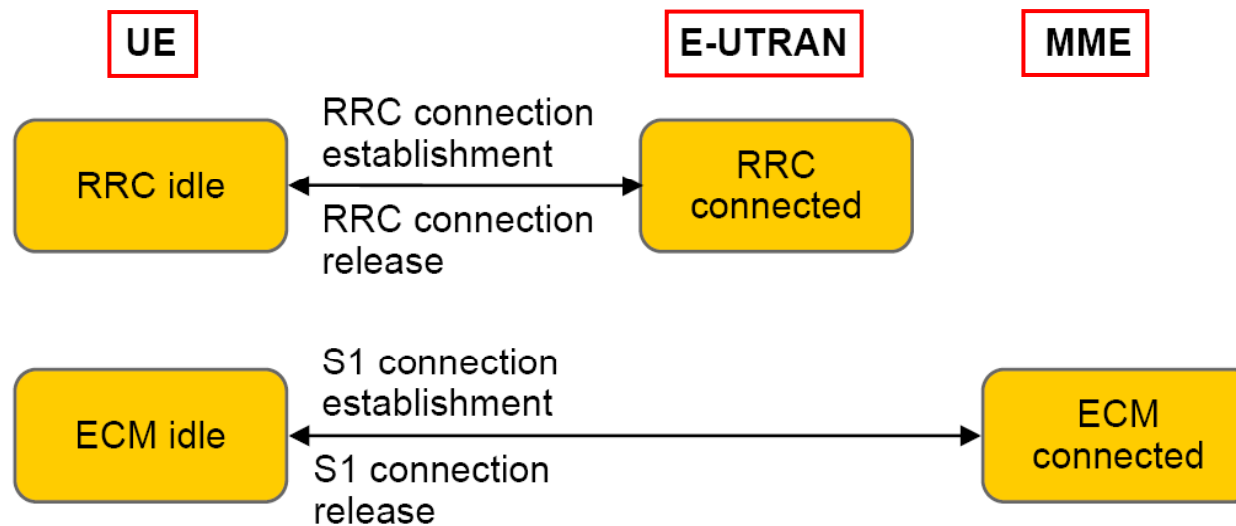 UE
E-UTRAN
MME
RRC connection
establishment
RRC idle
RRC
connected
RRC connection
release
S1 connection
establishment
ECM idle
ECM
connected
S1 connection
release